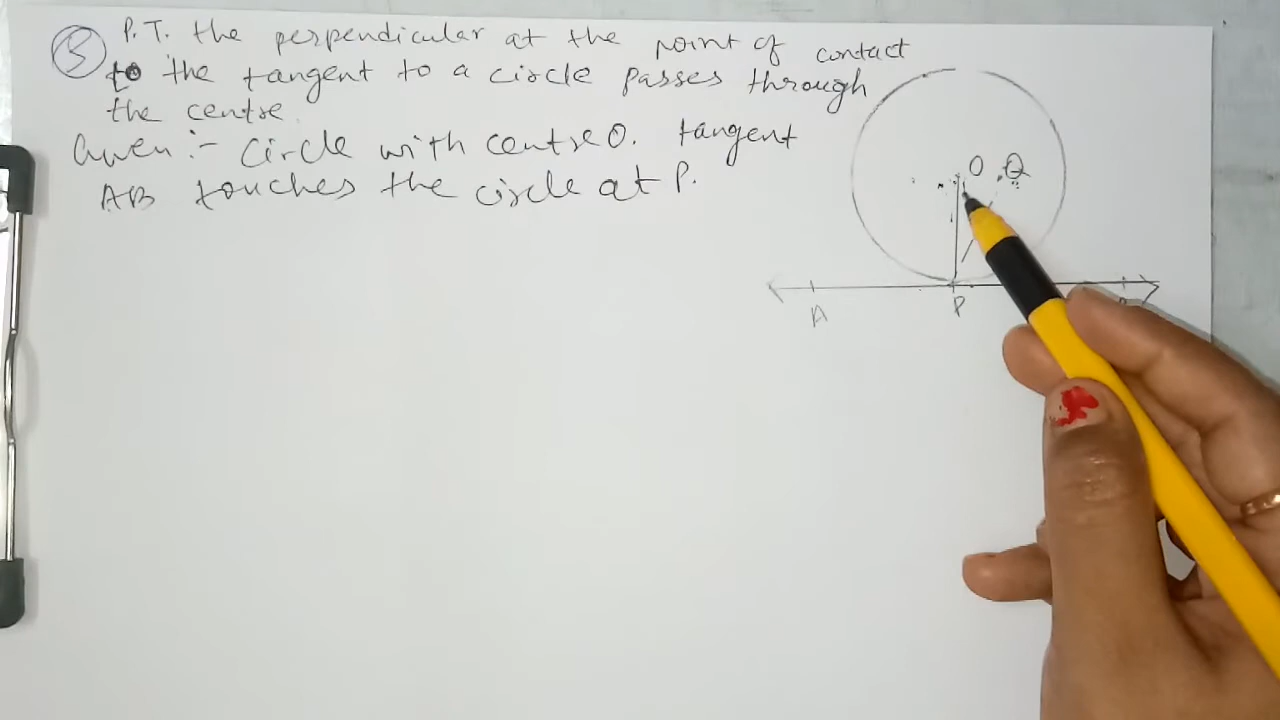 5 P.T. the perpendicular at the point of contact
to the tangent to a circle passes through
the centre.
Given :- Circle with centre O. tangent
AB touches the circle at P.
O Q
A P